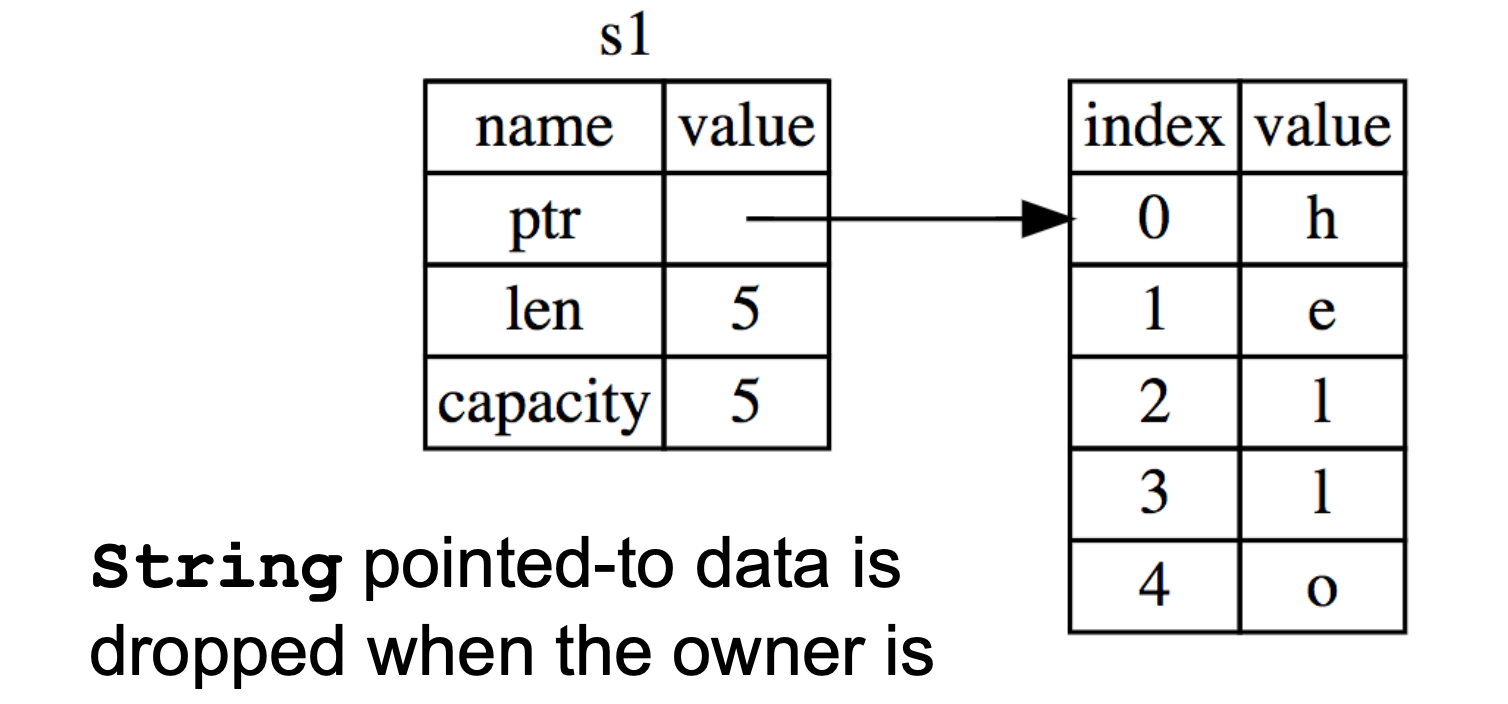 s1
name value
ptr
len 5
capacity 5
index value
0 h
1 e
2 l
3 l
4 o
String pointed-to data is
dropped when the owner is